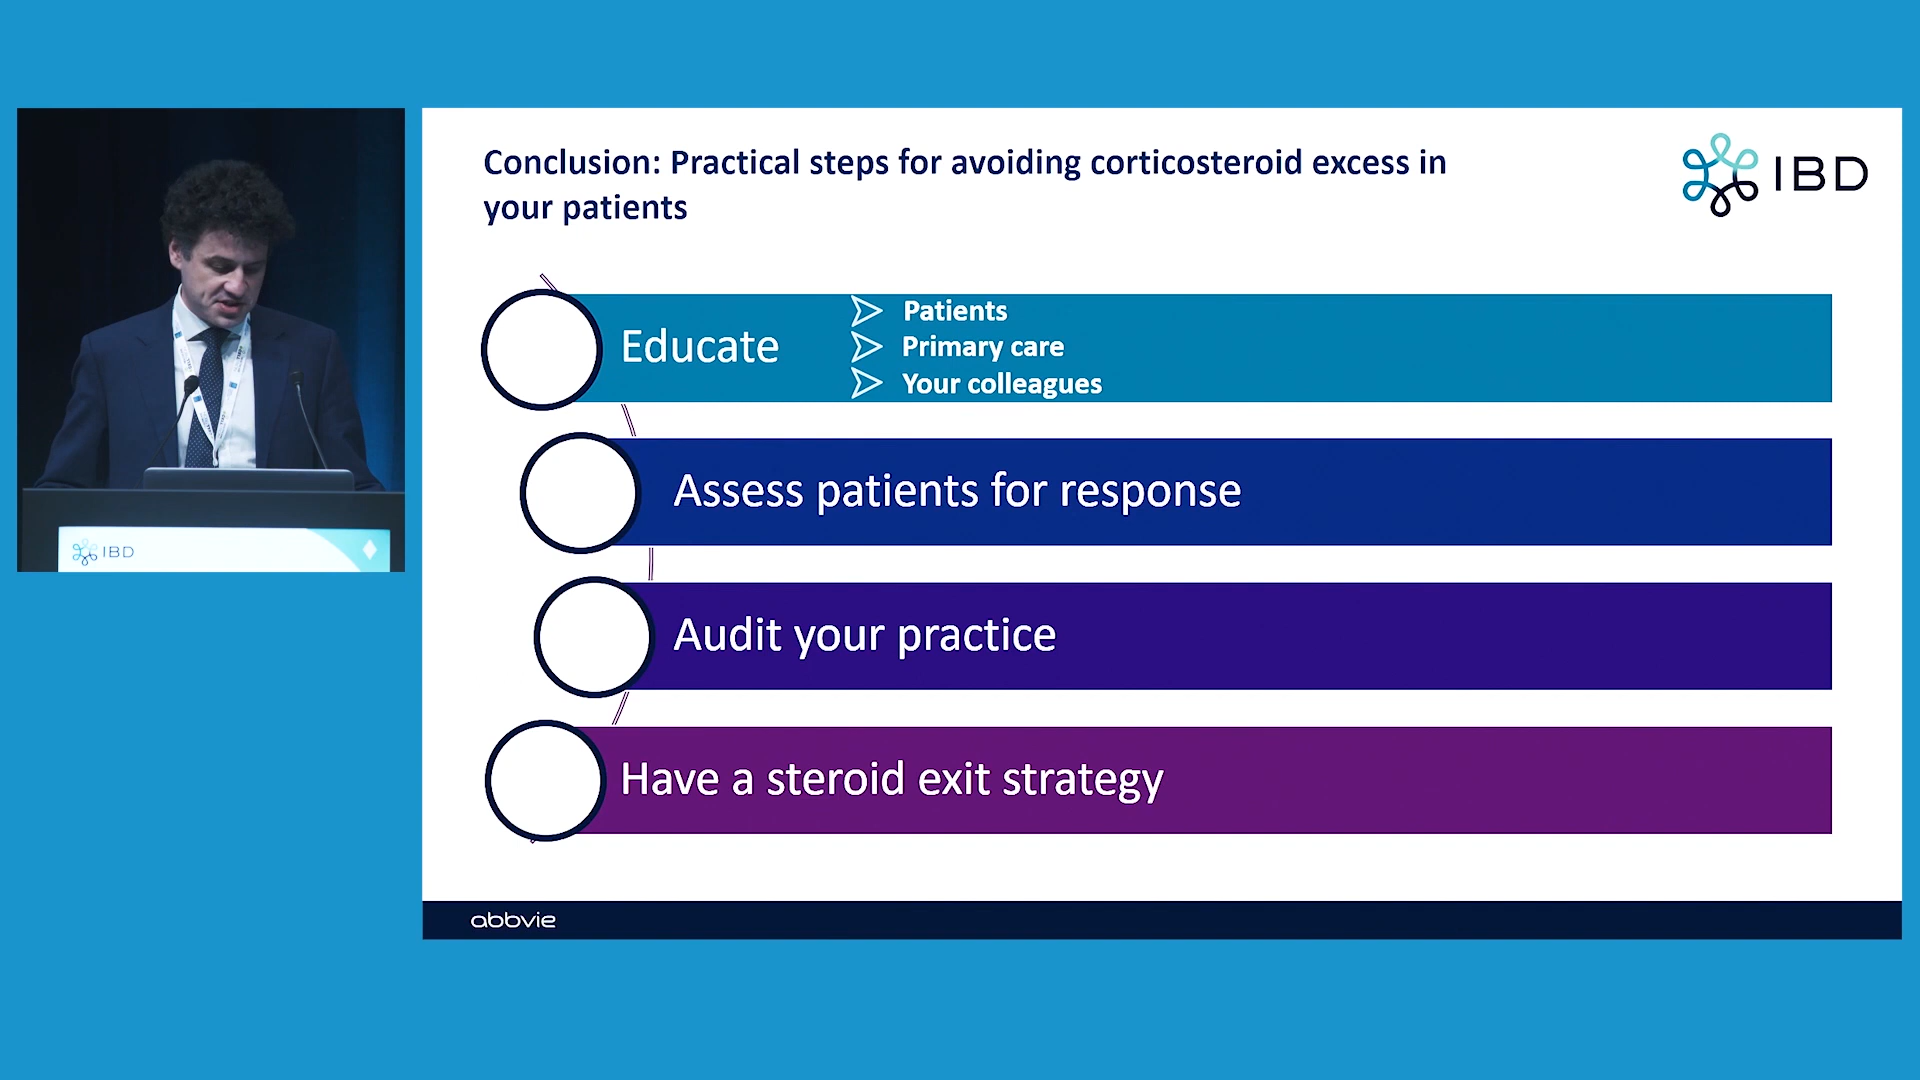 Conclusion: Practical steps for avoiding corticosteroid excess in
your patients
IBD
Educate
Patients
Primary care
Your colleagues
Assess patients for response
Audit your practice
Have a steroid exit strategy
abbvie
IBD